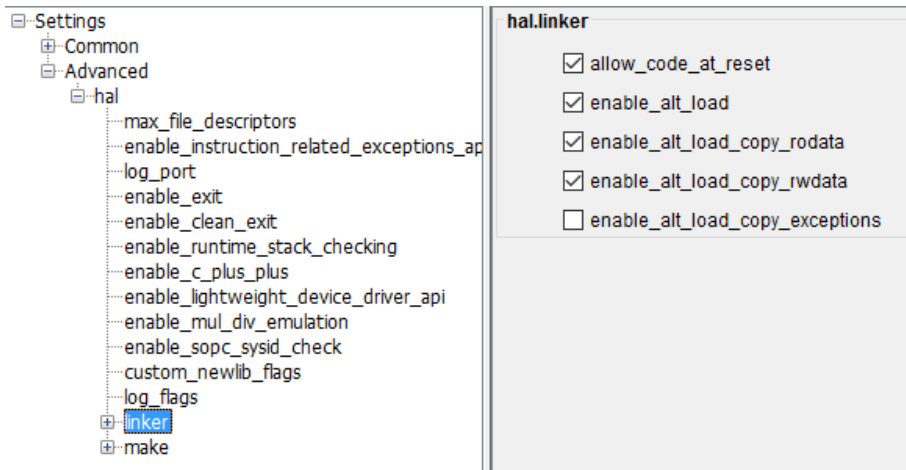 Settings
Common
Advanced
hal
max_file_descriptors
enable_instruction_related_exceptions_ap
log_port
enable_exit
enable_clean_exit
enable_runtime_stack_checking
enable_c_plus_plus
enable_lightweight_device_driver_api
enable_mul_div_emulation
enable_sopc_sysid_check
custom_newlib_flags
log_flags
linker
make
hal.linker
allow_code_at_reset
enable_alt_load
enable_alt_load_copy_rodata
enable_alt_load_copy_rwdata
enable_alt_load_copy_exceptions